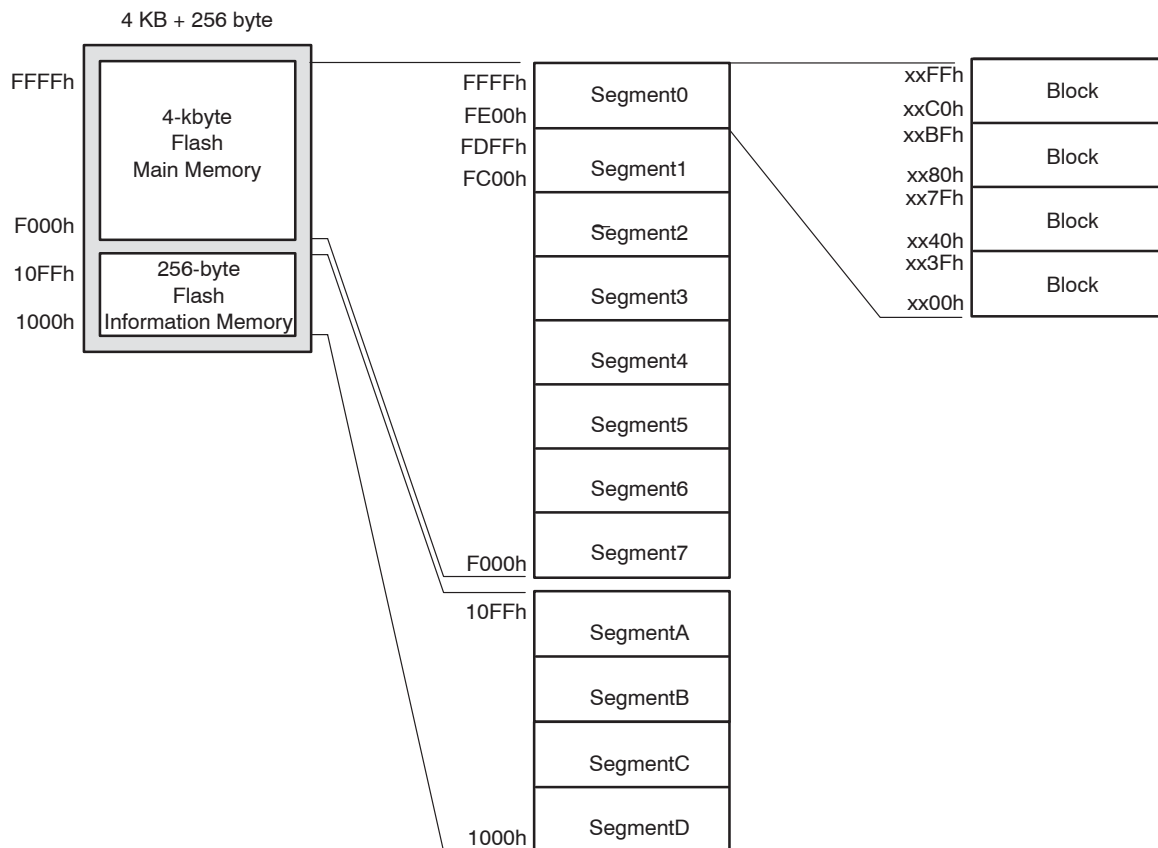 4 KB + 256 byte
FFFFh
4-kbyte
Flash
Main Memory
F000h
10FFh
256-byte
Flash
Information Memory
1000h
FFFFh
Segment0
FE00h
FDFFh
Segment1
FC00h
Segment2
Segment3
Segment4
Segment5
Segment6
Segment7
F000h
10FFh
SegmentA
SegmentB
SegmentC
SegmentD
1000h
xxFFh
Block
xxC0h
xxBFh
Block
xx80h
xx7Fh
Block
xx40h
xx3Fh
Block
xx00h